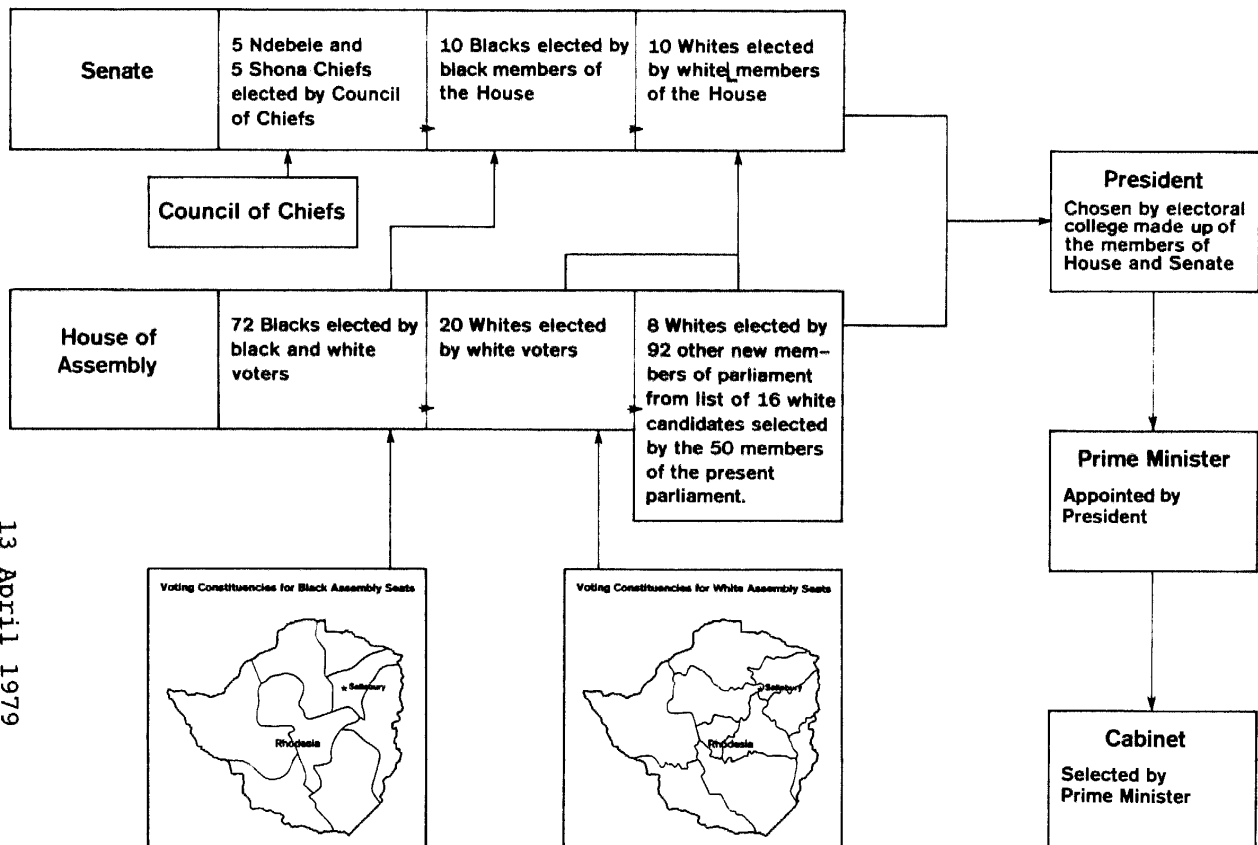 Senate
5 Ndebele and
5 Shona Chiefs
elected by Council
of Chiefs
10 Blacks elected by
black members of
the House
10 Whites elected
by white members
of the House
Council of Chiefs
President
Chosen by electoral
college made up of
the members of
House and Senate
House of
Assembly
72 Blacks elected by
black and white
voters
20 Whites elected
by white voters
8 Whites elected by
92 other new mem-
bers of parliament
from list of 16 white
candidates selected
by the 50 members
of the present
parliament.
Prime Minister
Appointed by
President
13 April 1979
Voting Constituencies for Black Assembly Seats
Salisbury
Rhodesia
Voting Constituencies for White Assembly Seats
Salisbury
Rhodesia
Cabinet
Selected by
Prime Minister